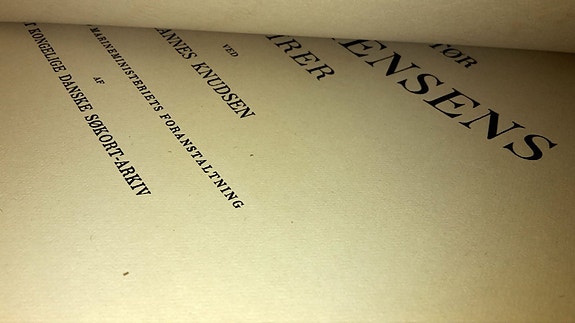 TOR
ENSENS
IRER
VED
ANNES KNUDSEN
MARINEMINISTERIETS FORANSTALTNING
AF
T KONGELIGE DANSKE SØKORT-ARKIV